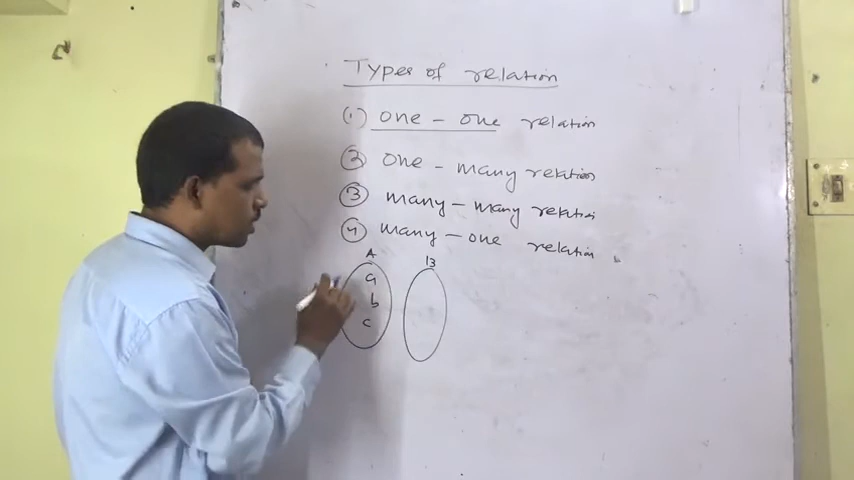 Types of relation
(1) one - one relation
(2) one - many relation
(3) many - many relation
(4) many - one relation
A B
a
b
c